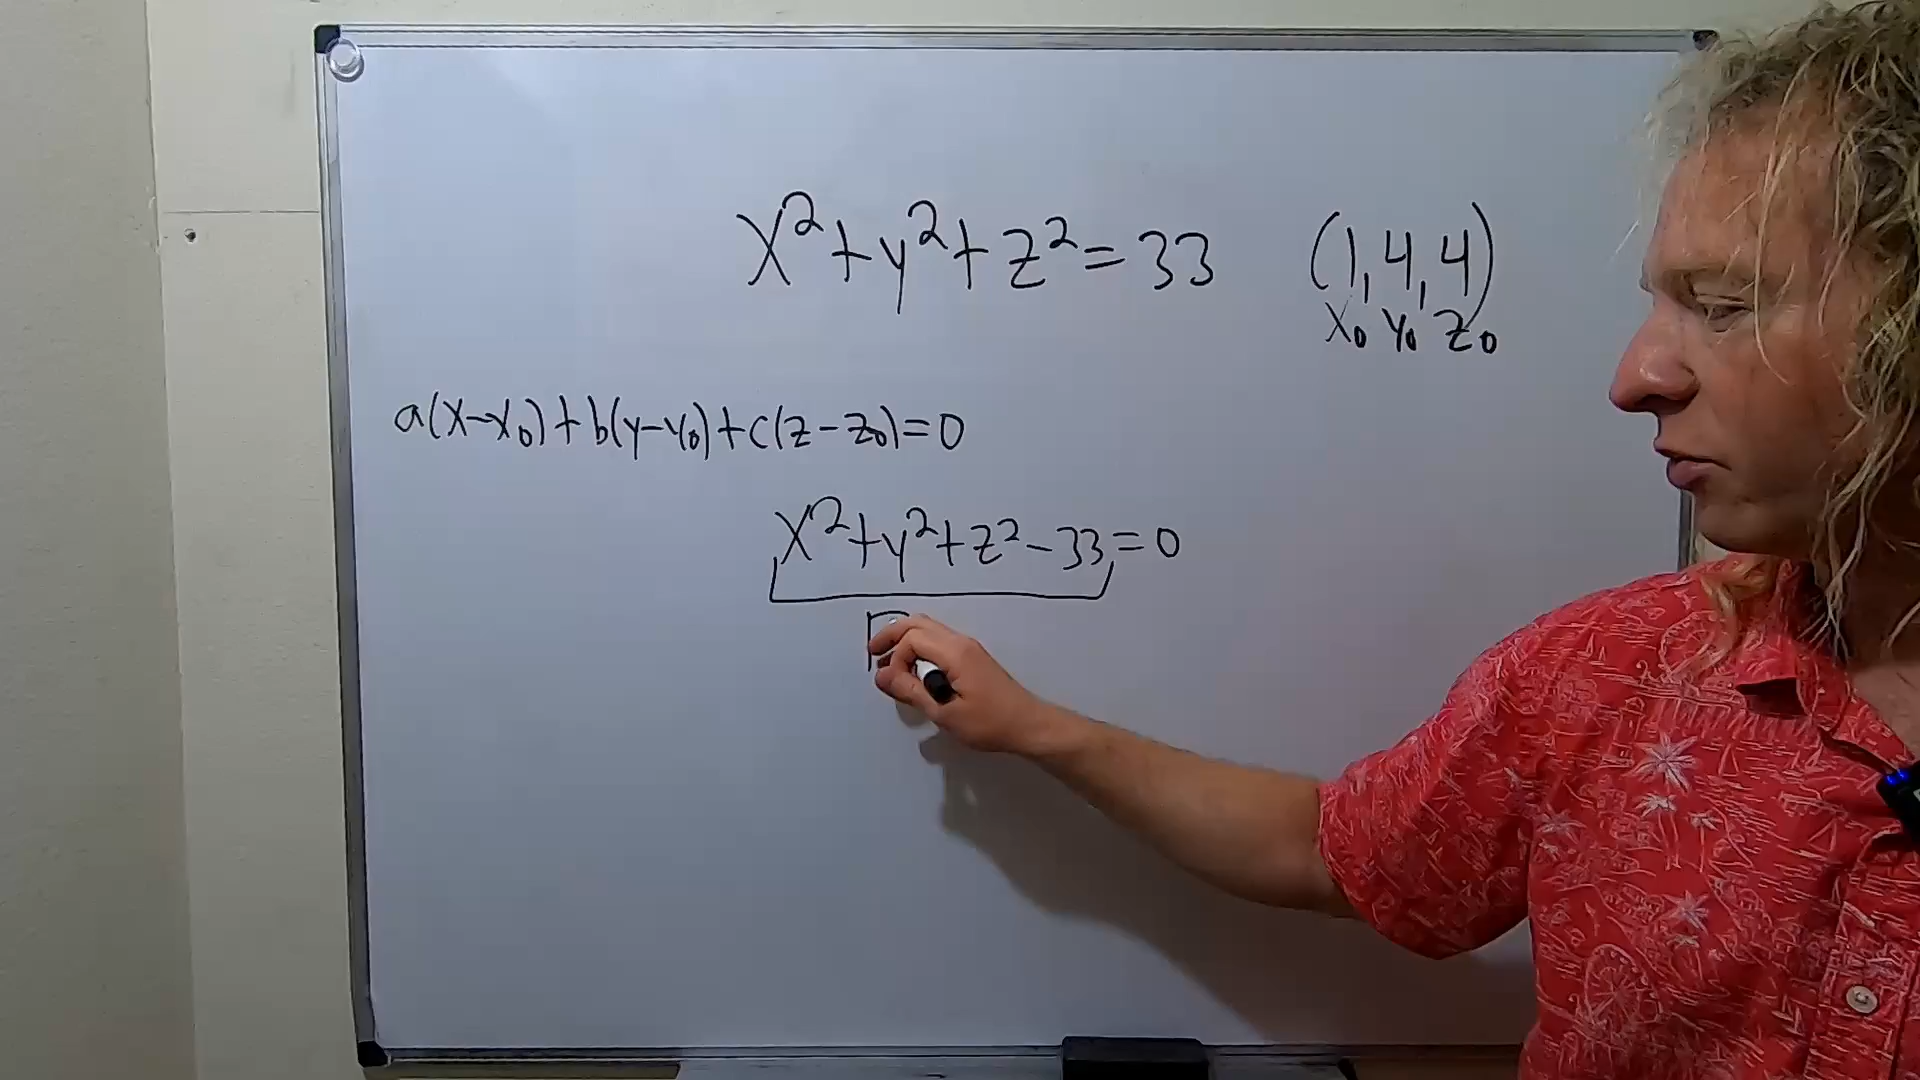 x²+y²+z²=33 (1,4,4)
x₀ y₀ z₀
a(x-x₀)+b(y-y₀)+c(z-z₀)=0
x²+y²+z²-33=0